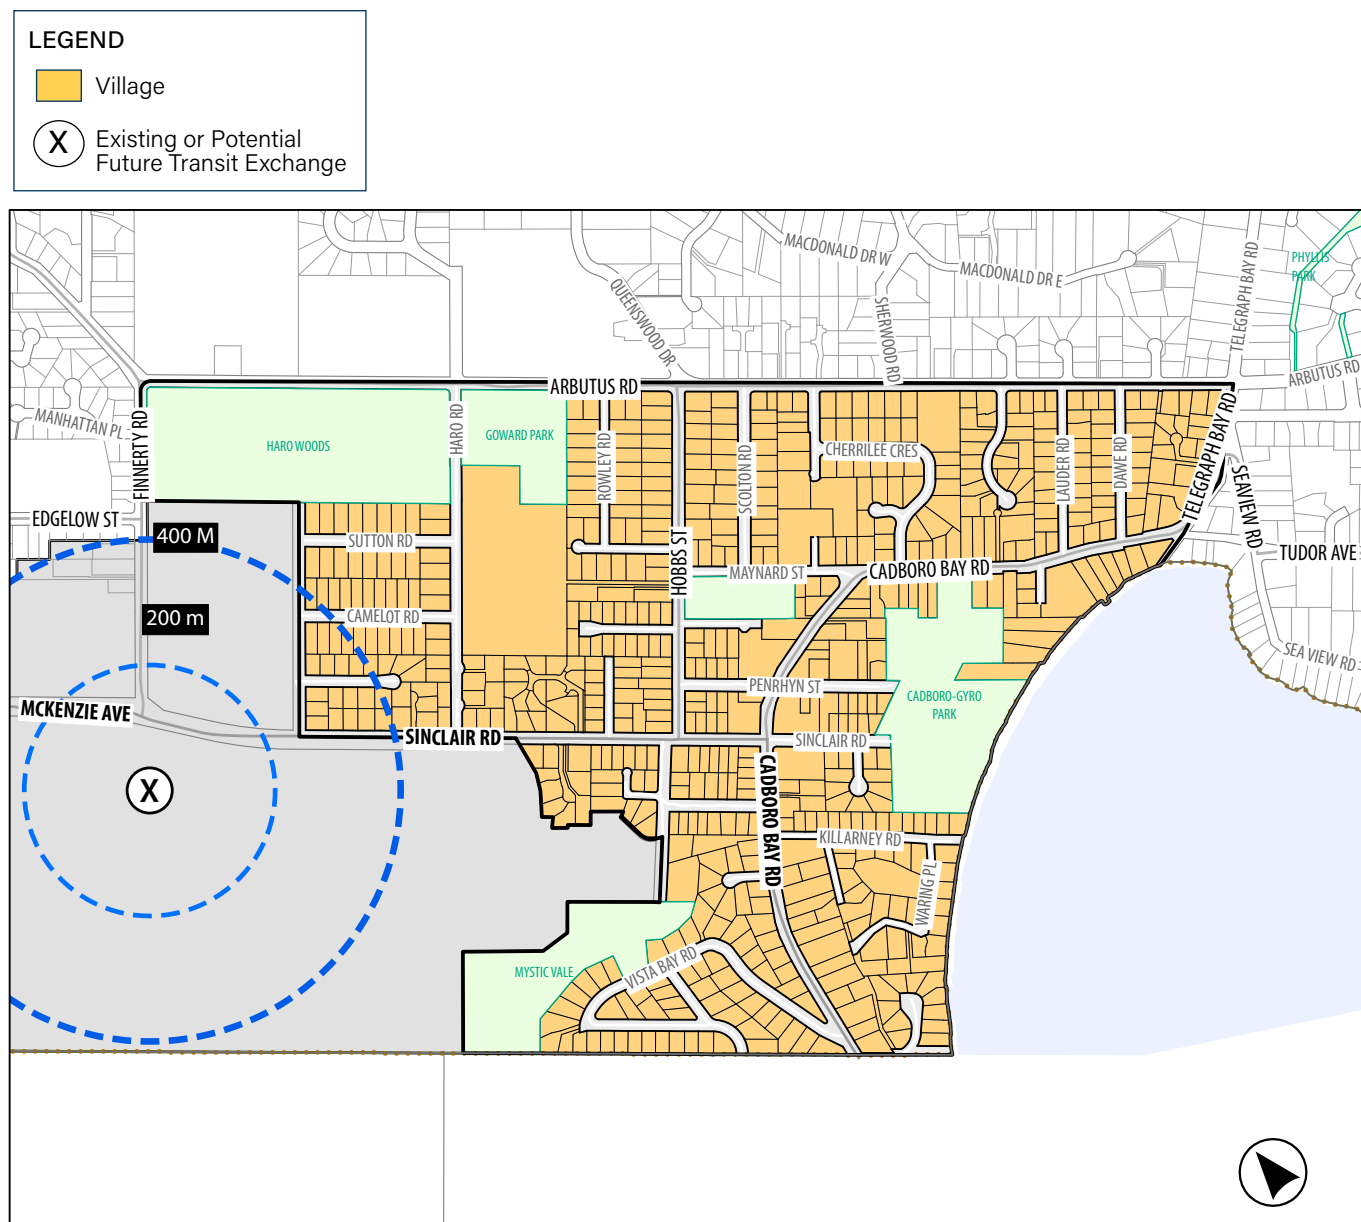 LEGEND
Village
X
Existing or Potential
Future Transit Exchange
MACDONALD DR W
MACDONALD DR E
TELEGRAPH BAY RD
PHYLLIS
PARK
QUEENSWOOD DR
SHERWOOD RD
ARBUTUS RD
ARBUTUS RD
MANHATTAN PL
FINNERTY RD
HARO WOODS
HARO RD
GOWARD PARK
ROWLEY RD
SCOLTON RD
CHERRILEE CRES
LAUDER RD
DAWE RD
TELEGRAPH BAY RD
SEAVIEW RD
EDGELOW ST
400 M
SUTTON RD
HOBBS ST
MAYNARD ST
CADBORO BAY RD
TUDOR AVE
200 m
CAMELOT RD
SEA VIEW RD
PENRHYN ST
CADBORO-GYRO
PARK
MCKENZIE AVE
SINCLAIR RD
SINCLAIR RD
X
CADBORO BAY RD
KILLARNEY RD
WARING PL
VISTA BAY RD
MYSTIC VALE